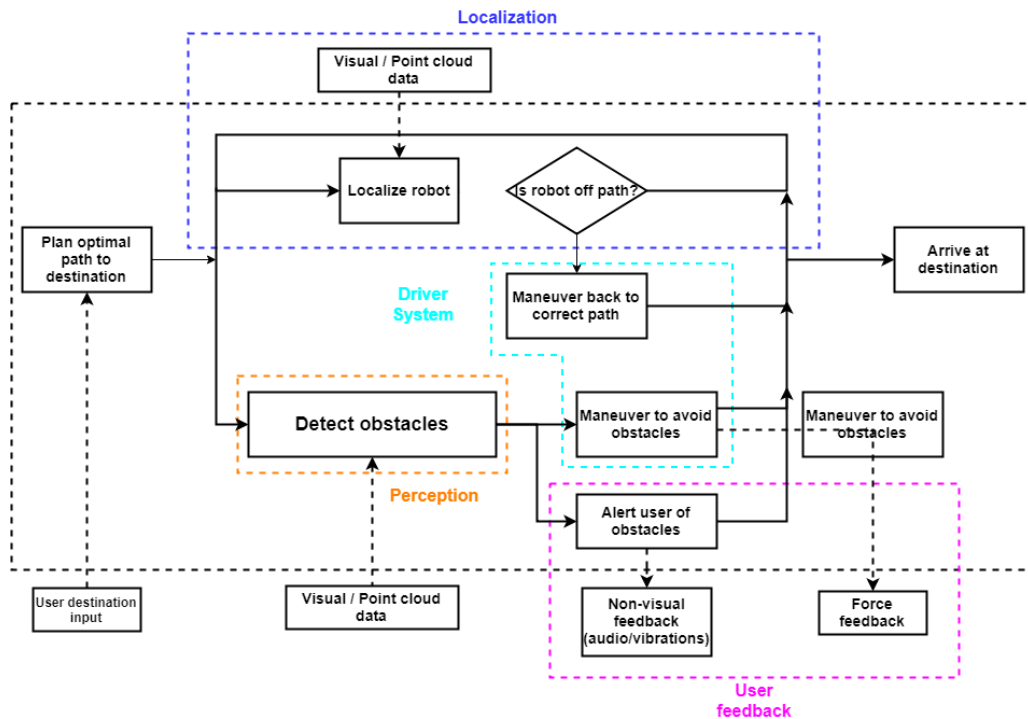 Localization
Visual / Point cloud
data
Localize robot
Is robot off path?
Plan optimal
path to
destination
Arrive at
destination
Driver
System
Maneuver back to
correct path
Detect obstacles
Maneuver to avoid
obstacles
Maneuver to avoid
obstacles
Perception
Alert user of
obstacles
User destination
input
Visual / Point cloud
data
Non-visual
feedback
(audio/vibrations)
Force
feedback
User
feedback